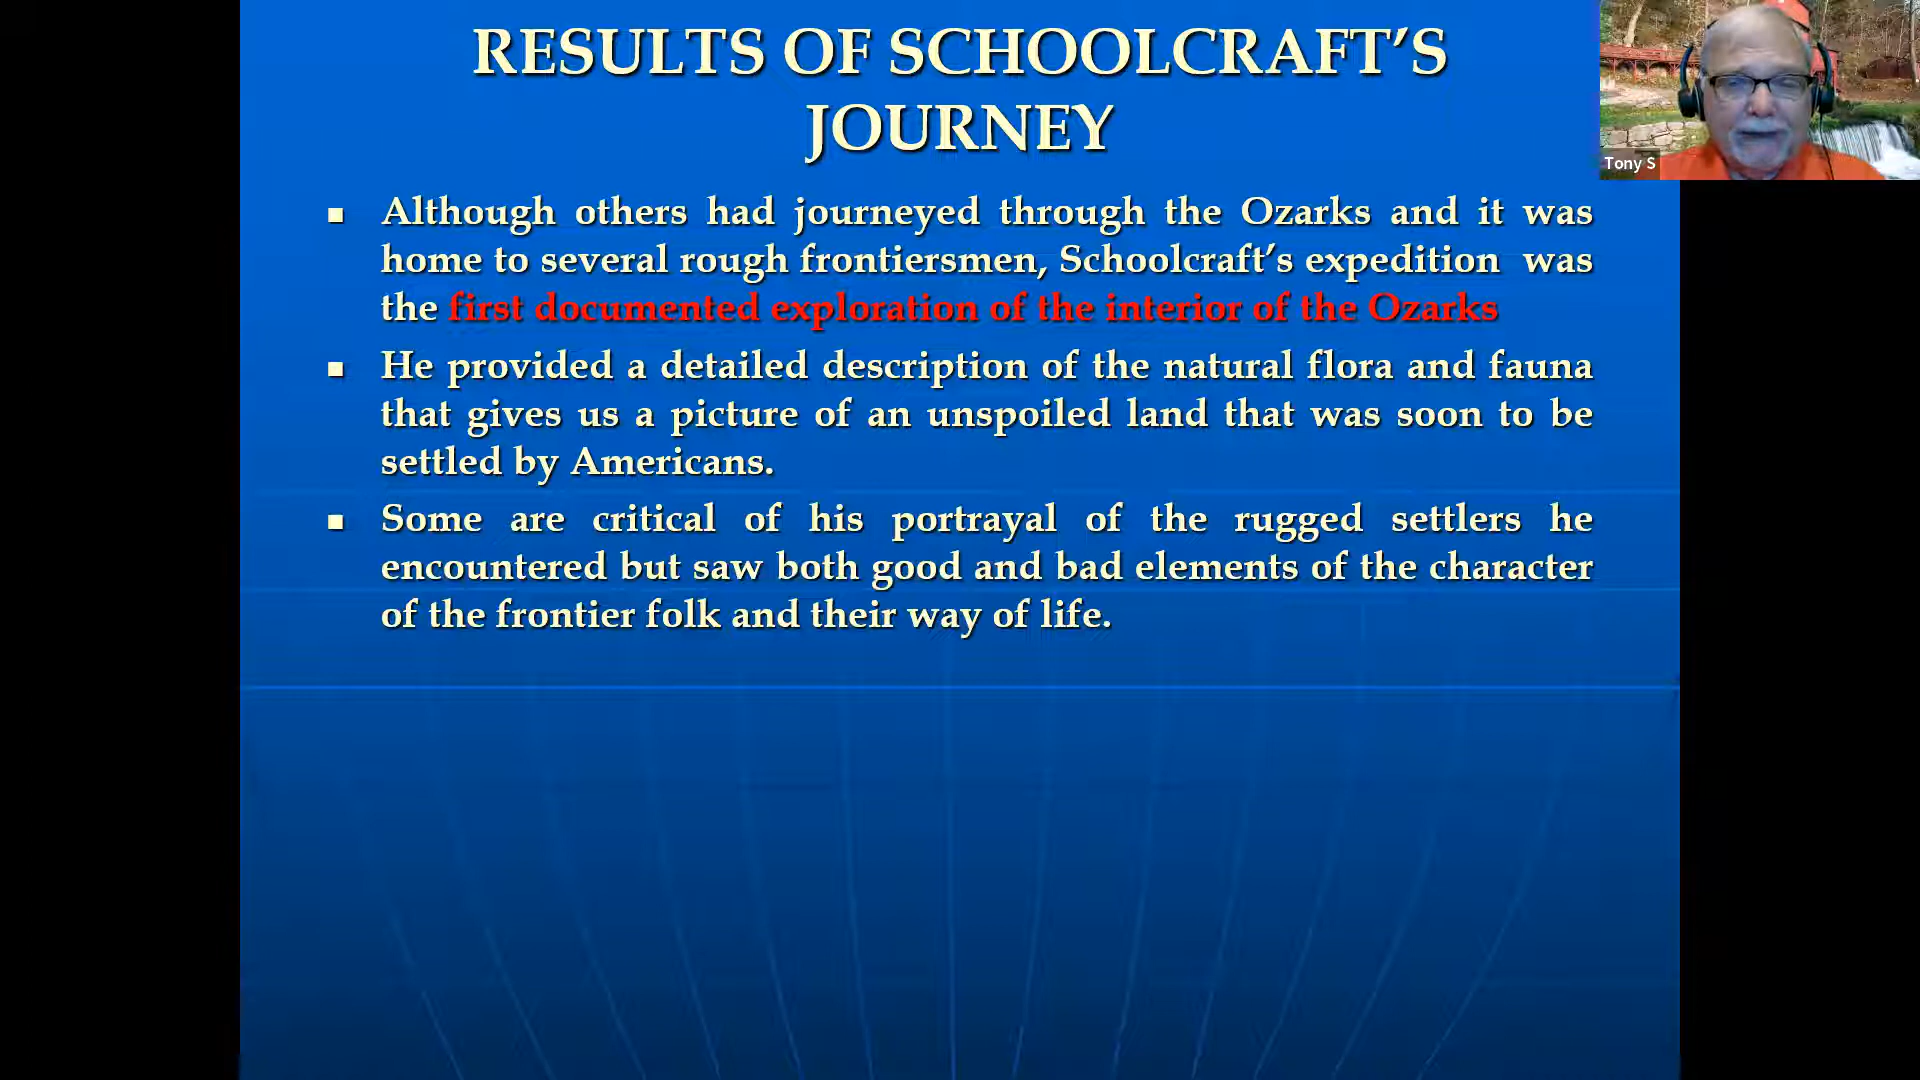 RESULTS OF SCHOOLCRAFT’S
JOURNEY
Tony S
Although others had journeyed through the Ozarks and it was
home to several rough frontiersmen, Schoolcraft’s expedition was
the first documented exploration of the interior of the Ozarks
He provided a detailed description of the natural flora and fauna
that gives us a picture of an unspoiled land that was soon to be
settled by Americans.
Some are critical of his portrayal of the rugged settlers he
encountered but saw both good and bad elements of the character
of the frontier folk and their way of life.